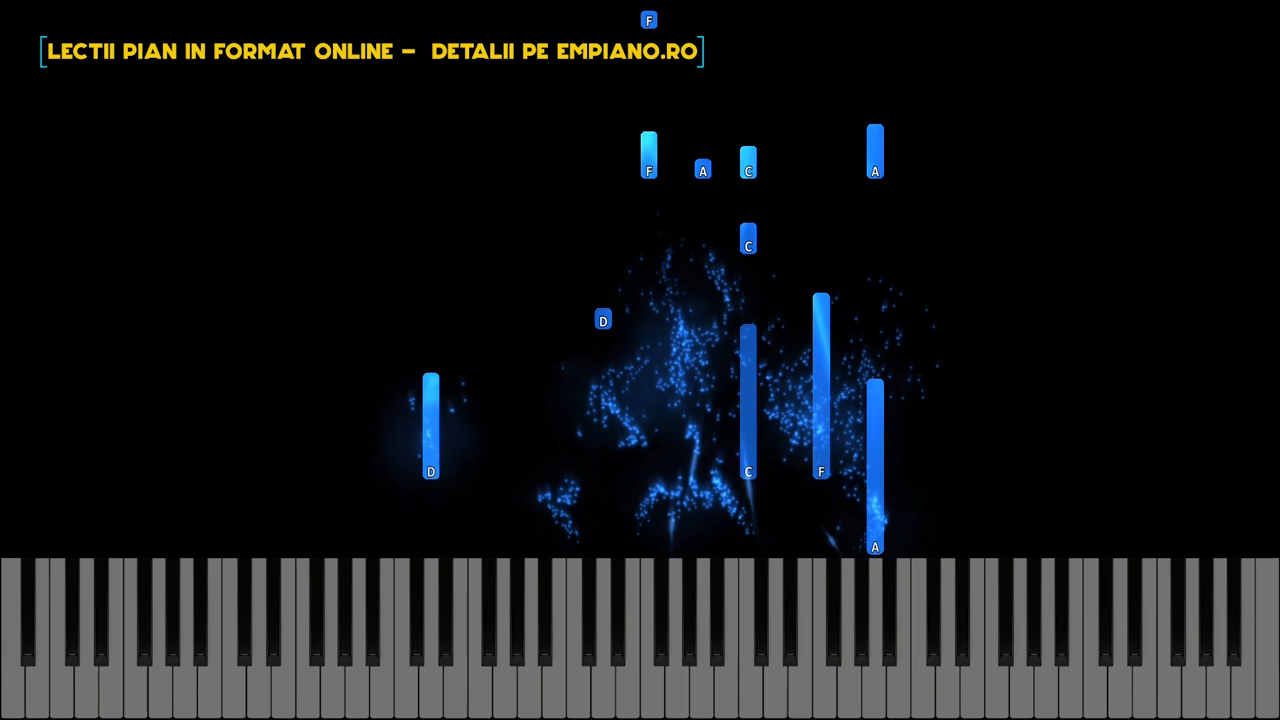 F
[LECTII PIAN IN FORMAT ONLINE - DETALII PE EMPIANO.RO]
F A C A
C
D
D C F
A